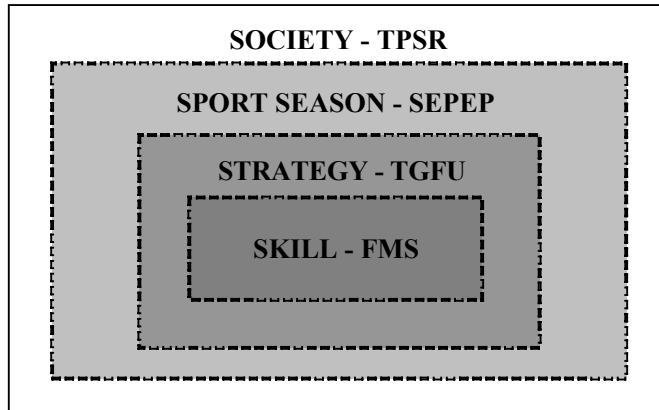 SOCIETY - TPSR
SPORT SEASON - SEPEP
STRATEGY - TGFU
SKILL - FMS